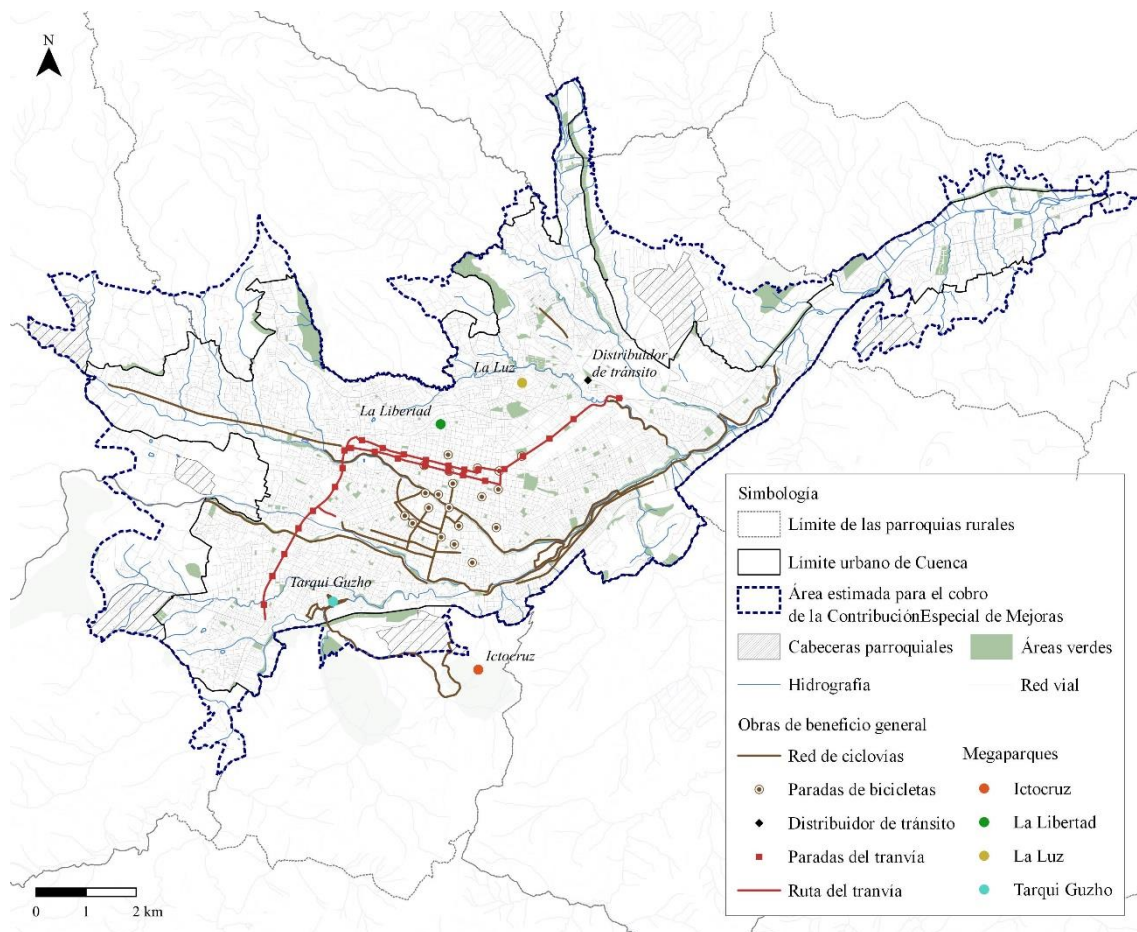 N
Distribuidor
de tránsito
La Luz
La Libertad
Tarqui Guzho
Ictocruz
Simbología
Límite de las parroquias rurales
Límite urbano de Cuenca
Área estimada para el cobro
de la ContribuciónEspecial de Mejoras
Cabeceras parroquiales
Áreas verdes
Hidrografía
Red vial
Obras de beneficio general
Red de ciclovías
Megaparques
Paradas de bicicletas
Ictocruz
Distribuidor de tránsito
La Libertad
Paradas del tranvía
La Luz
Ruta del tranvía
Tarqui Guzho
0 1 2 km